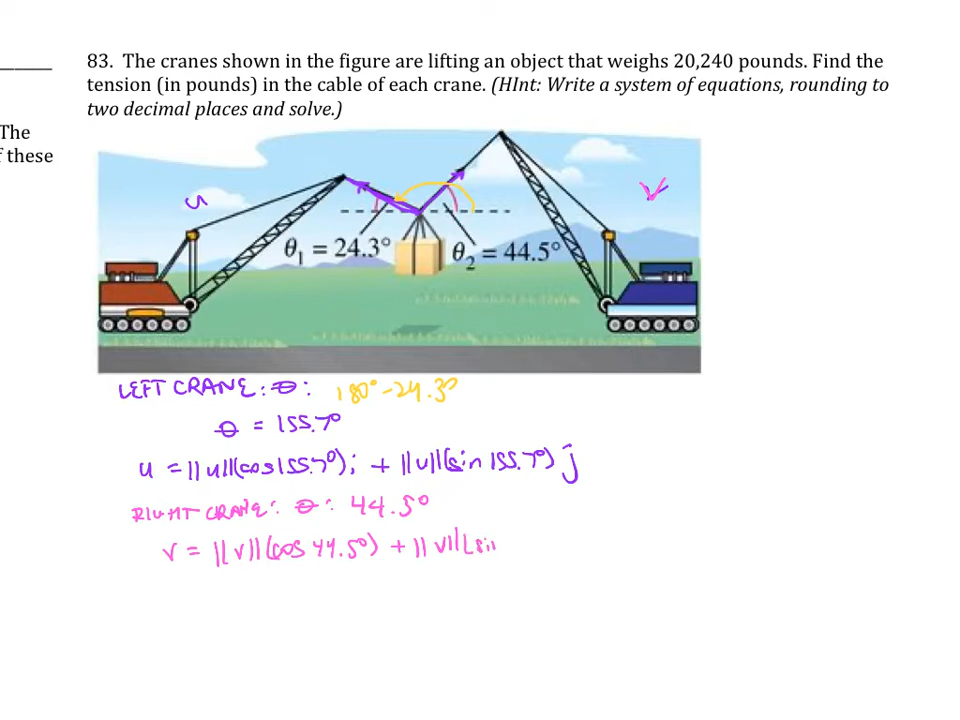 83. The cranes shown in the figure are lifting an object that weighs 20,240 pounds. Find the
tension (in pounds) in the cable of each crane. (HInt: Write a system of equations, rounding to
two decimal places and solve.)
The
these
u
v
θ₁ = 24.3°
θ₂ = 44.5°
LEFT CRANE: θ: 180° - 24.3°
θ = 155.7°
u = ||u||(cos 155.7°)i + ||u||(sin 155.7°)j
RIGHT CRANE: θ: 44.5°
v = ||v||(cos 44.5°) + ||v||(sin